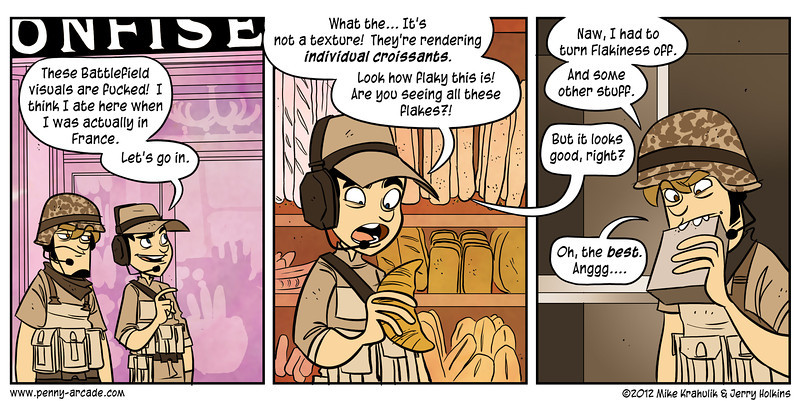 ONFISE
These Battlefield
visuals are fucked! I
think I ate here when
I was actually in
France.
Let's go in.
What the... It's
not a texture! They're rendering
individual croissants.
Look how flaky this is!
Are you seeing all these
flakes?!
Naw, I had to
turn Flakiness off.
And some
other stuff.
But it looks
good, right?
Oh, the best.
Anggg....
www.penny-arcade.com
©2012 Mike Krahulik & Jerry Holkins